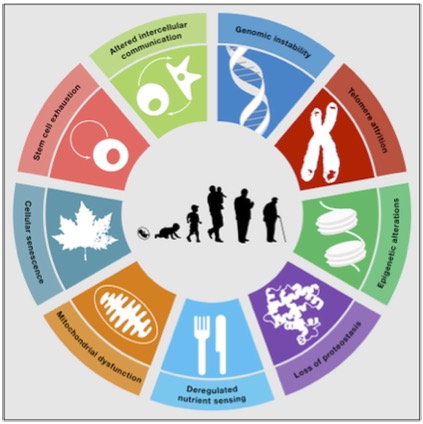 Genomic instability
Telomere attrition
Epigenetic alterations
Loss of proteostasis
Deregulated
nutrient sensing
Mitochondrial dysfunction
Cellular senescence
Stem cell exhaustion
Altered intercellular
communication